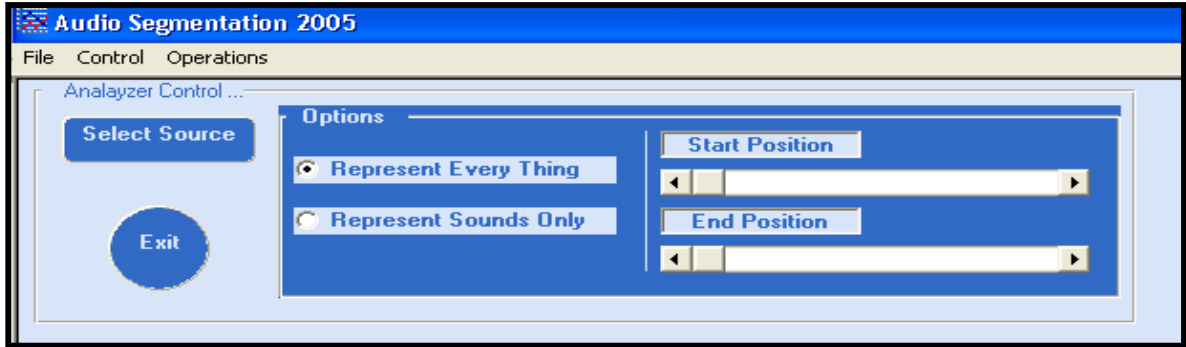 Audio Segmentation 2005
File Control Operations
Analayzer Control ...
Select Source
Exit
Options
Represent Every Thing
Represent Sounds Only
Start Position
End Position